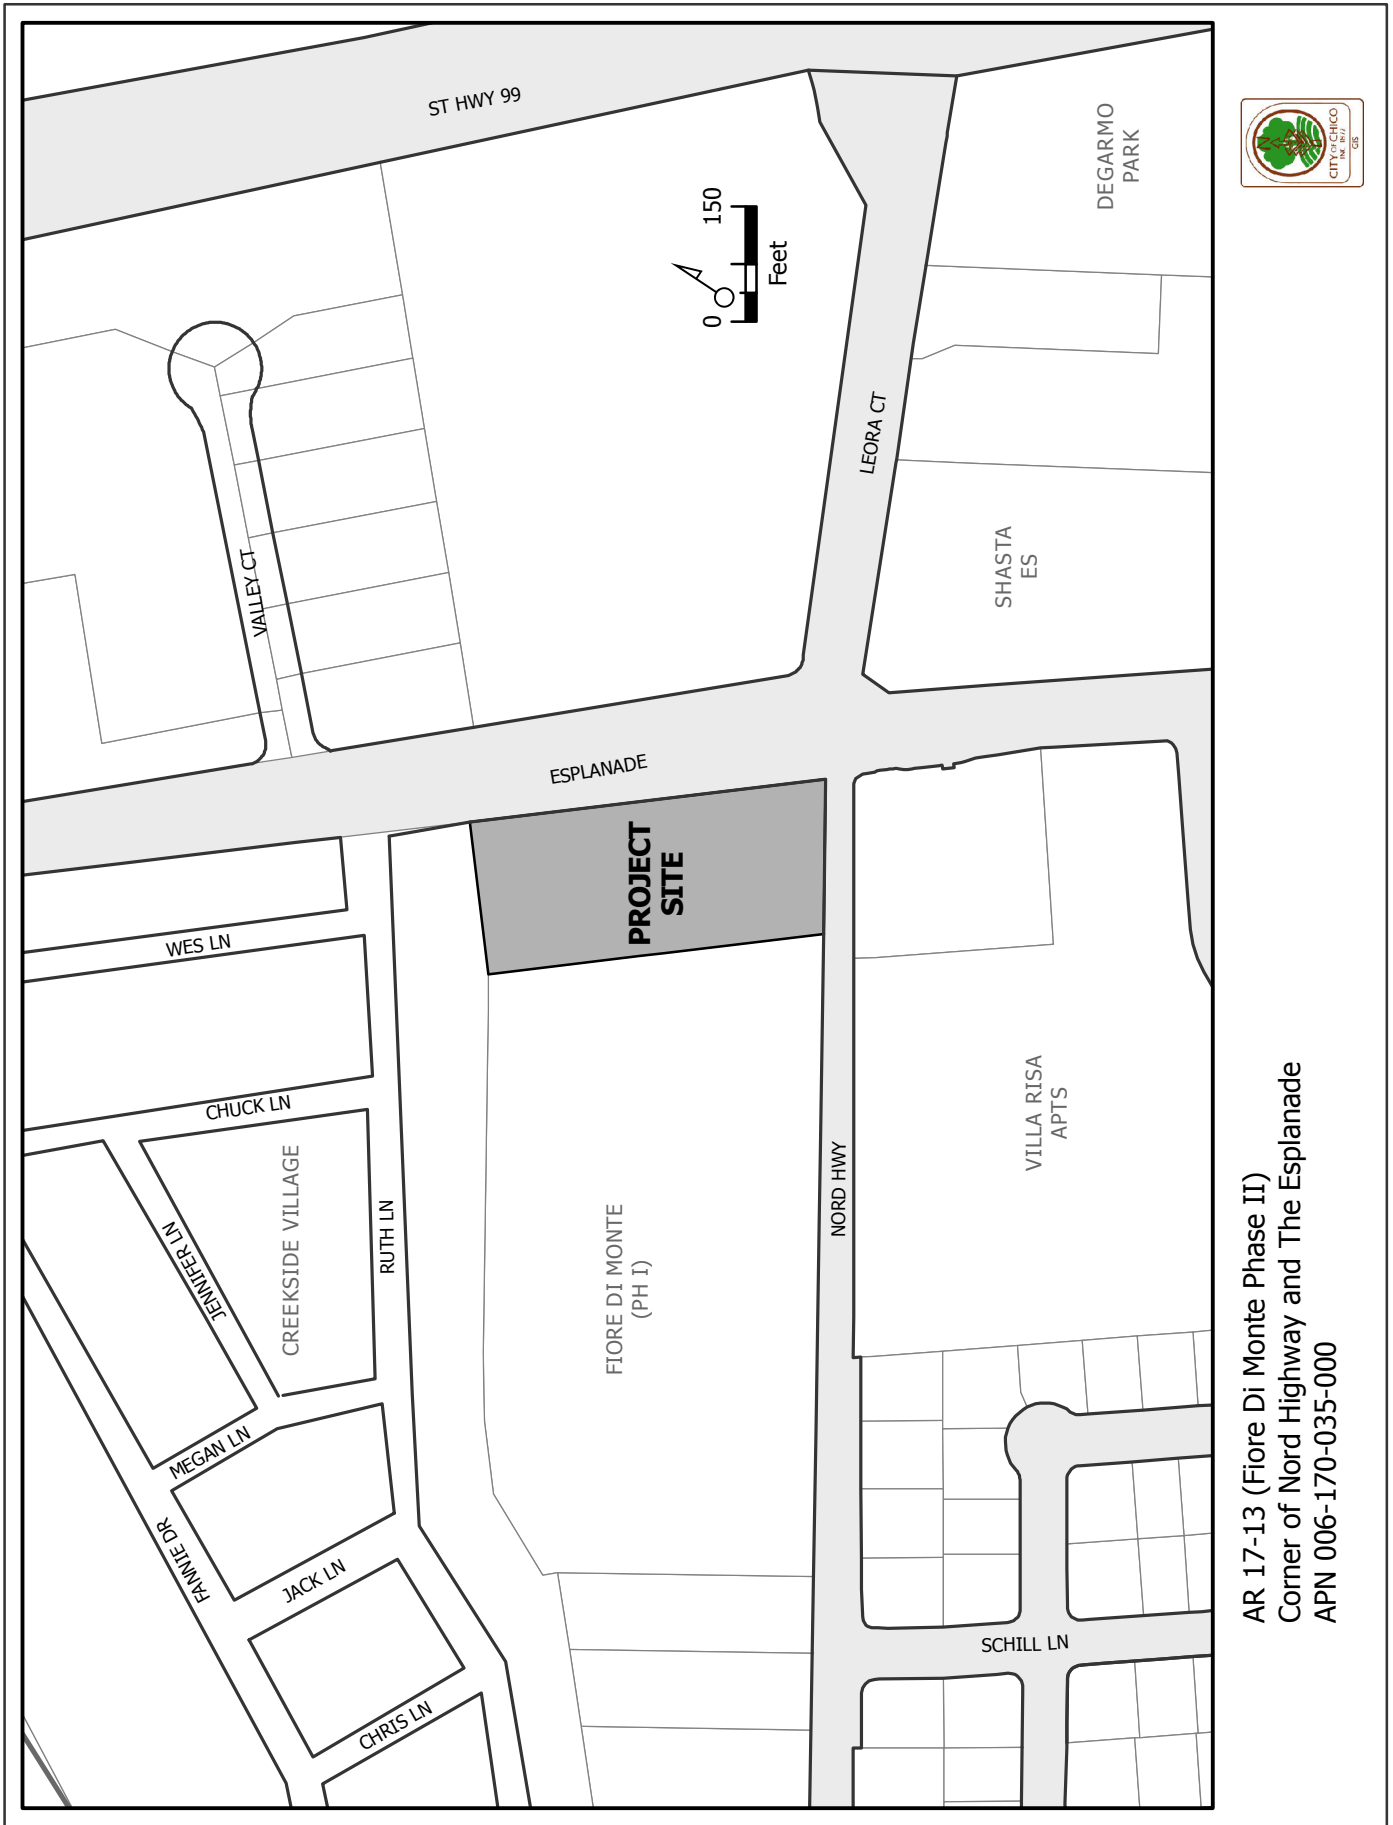 ST HWY 99
DEGARMO
PARK
0
150
Feet
VALLEY CT
LEORA CT
SHASTA
ES
ESPLANADE
PROJECT
SITE
WES LN
CHUCK LN
JENNIFER LN
CREEKSIDE VILLAGE
RUTH LN
MEGAN LN
FANNIE DR
JACK LN
CHRIS LN
FIORE DI MONTE
(PH I)
NORD HWY
VILLA RISA
APTS
SCHILL LN
CITY OF CHICO
INC. 1872
GIS
AR 17-13 (Fiore Di Monte Phase II)
Corner of Nord Highway and The Esplanade
APN 006-170-035-000